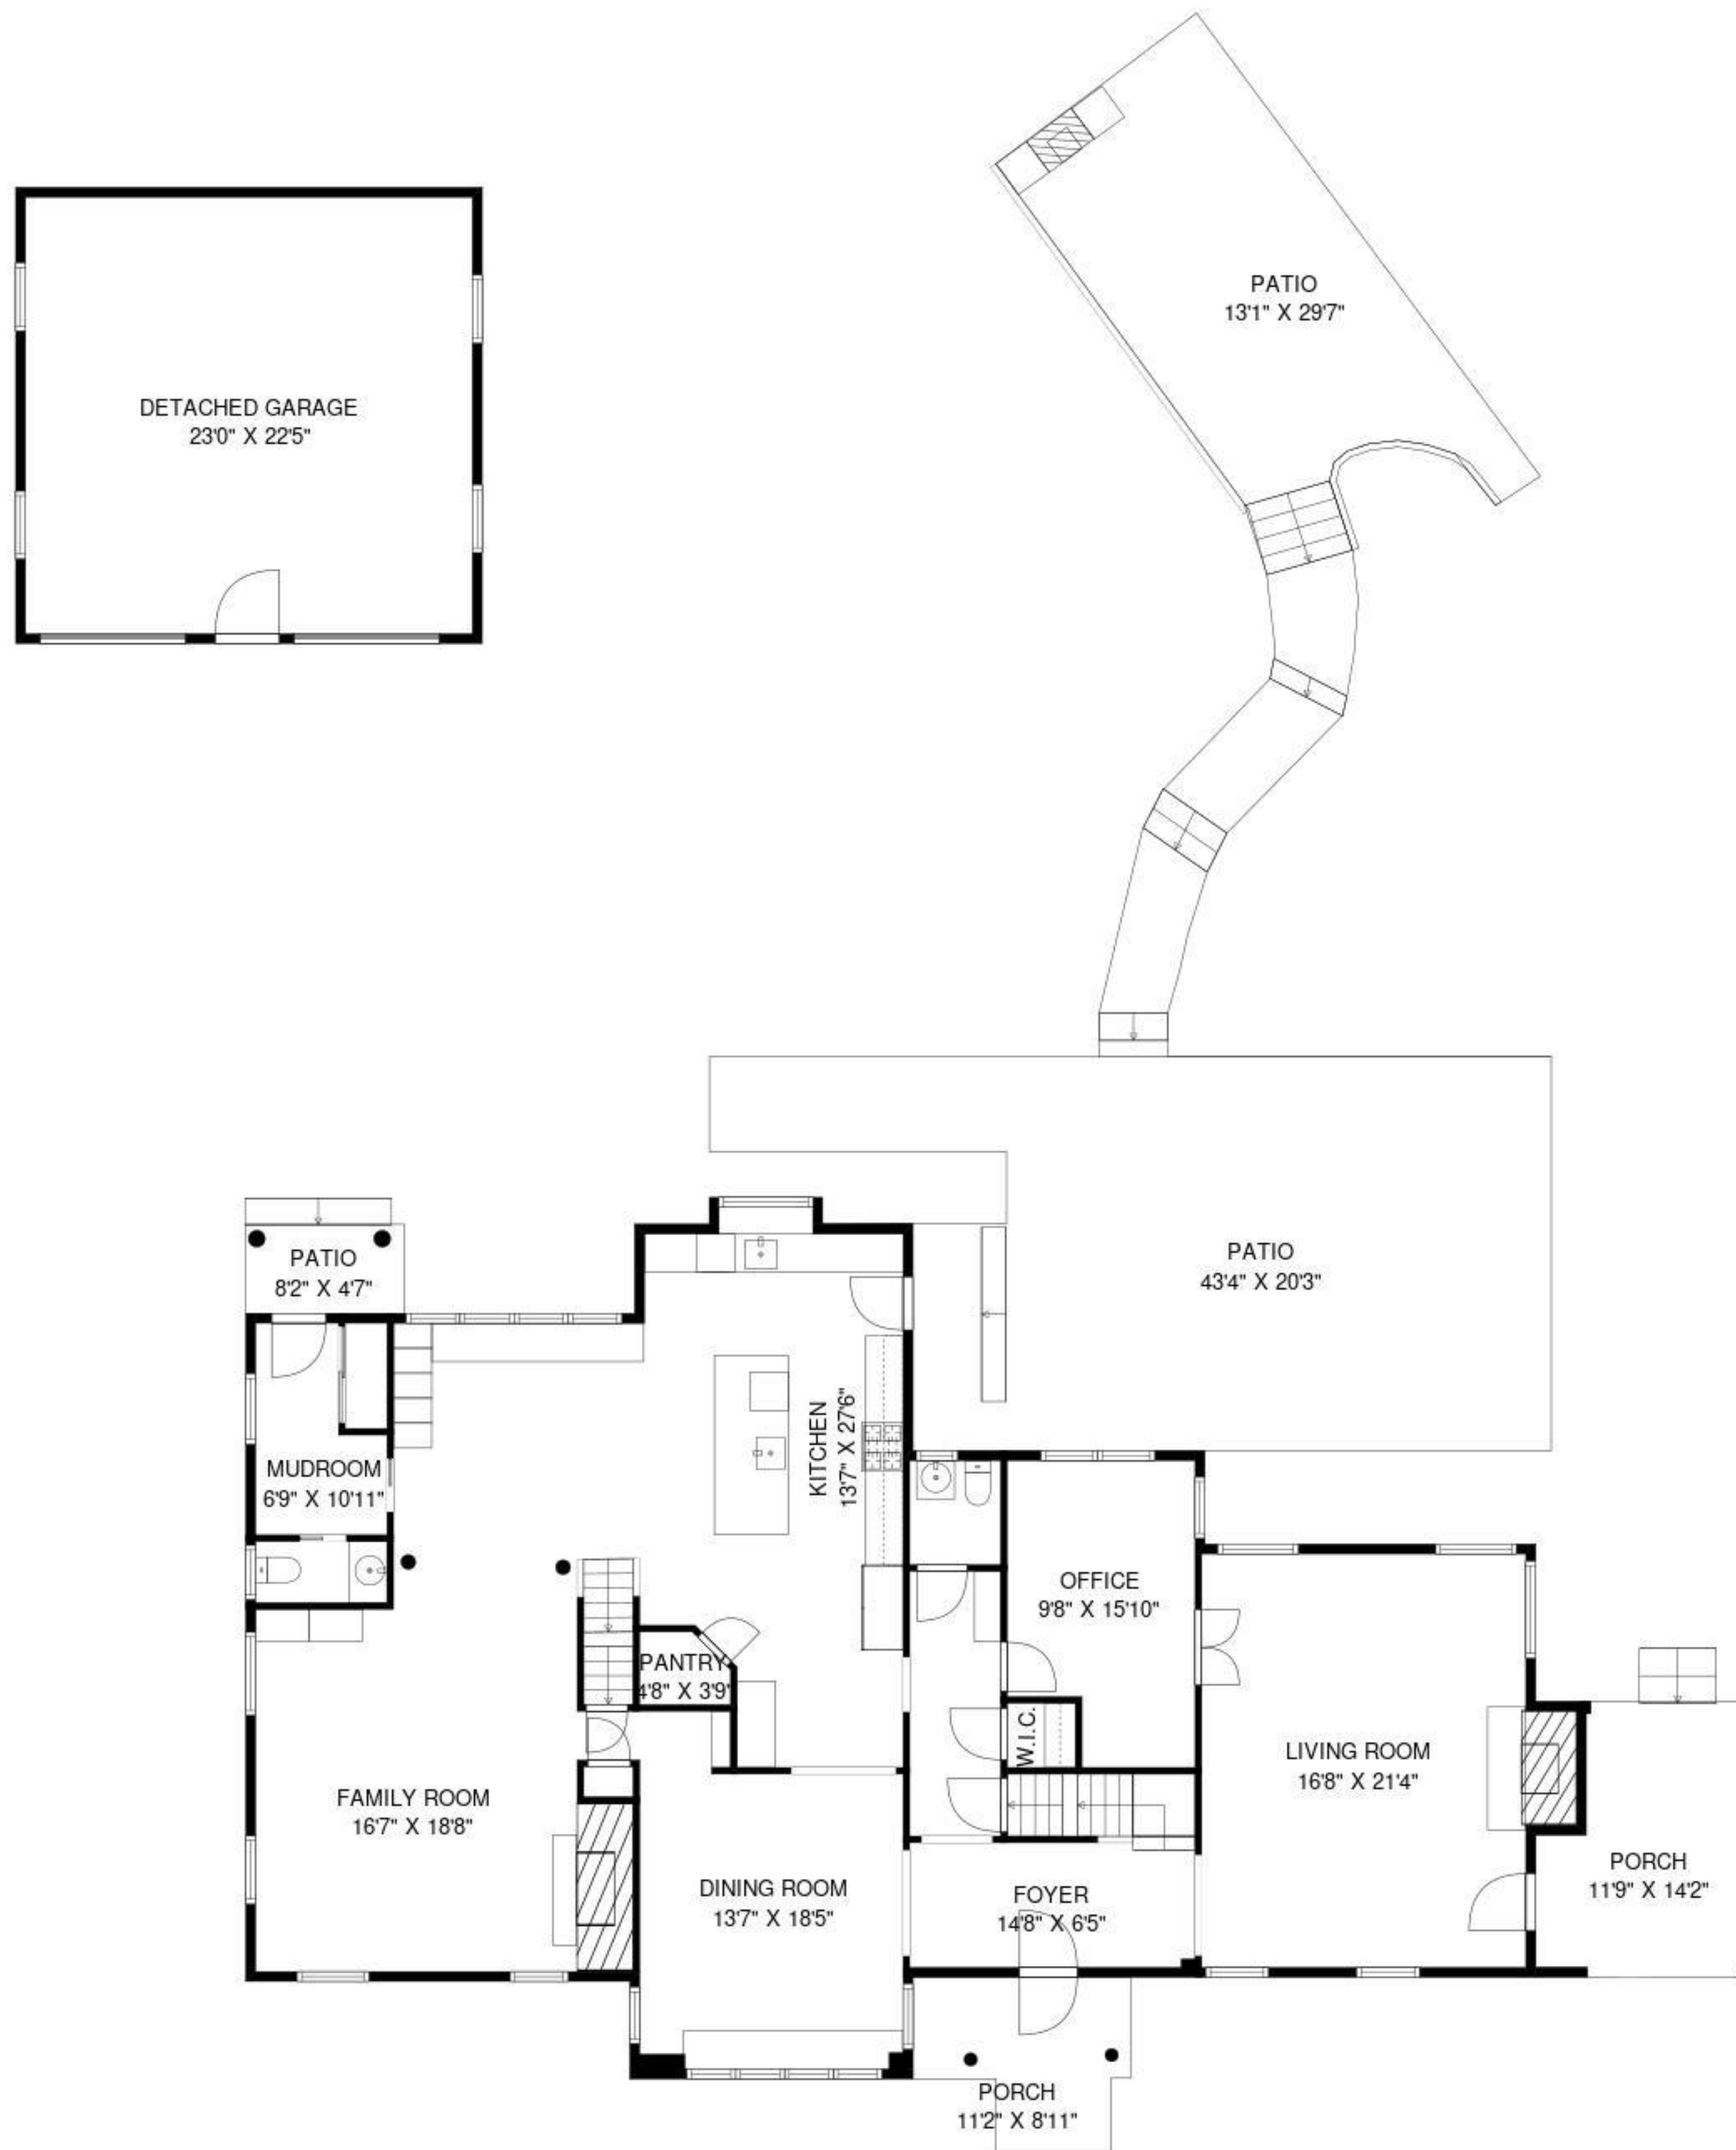 PATIO
13'1" X 29'7"
DETACHED GARAGE
23'0" X 22'5"
PATIO
8'2" X 4'7"
PATIO
43'4" X 20'3"
KITCHEN
13'7" X 27'6"
MUDROOM
6'9" X 10'11"
OFFICE
9'8" X 15'10"
PANTRY
4'8" X 3'9"
W.I.C.
LIVING ROOM
16'8" X 21'4"
FAMILY ROOM
16'7" X 18'8"
DINING ROOM
13'7" X 18'5"
FOYER
14'8" X 6'5"
PORCH
11'9" X 14'2"
PORCH
11'2" X 8'11"